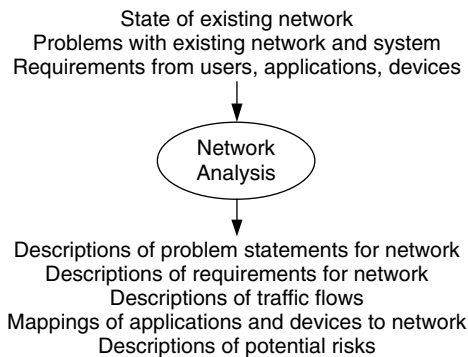 State of existing network
Problems with existing network and system
Requirements from users, applications, devices
Network
Analysis
Descriptions of problem statements for network
Descriptions of requirements for network
Descriptions of traffic flows
Mappings of applications and devices to network
Descriptions of potential risks